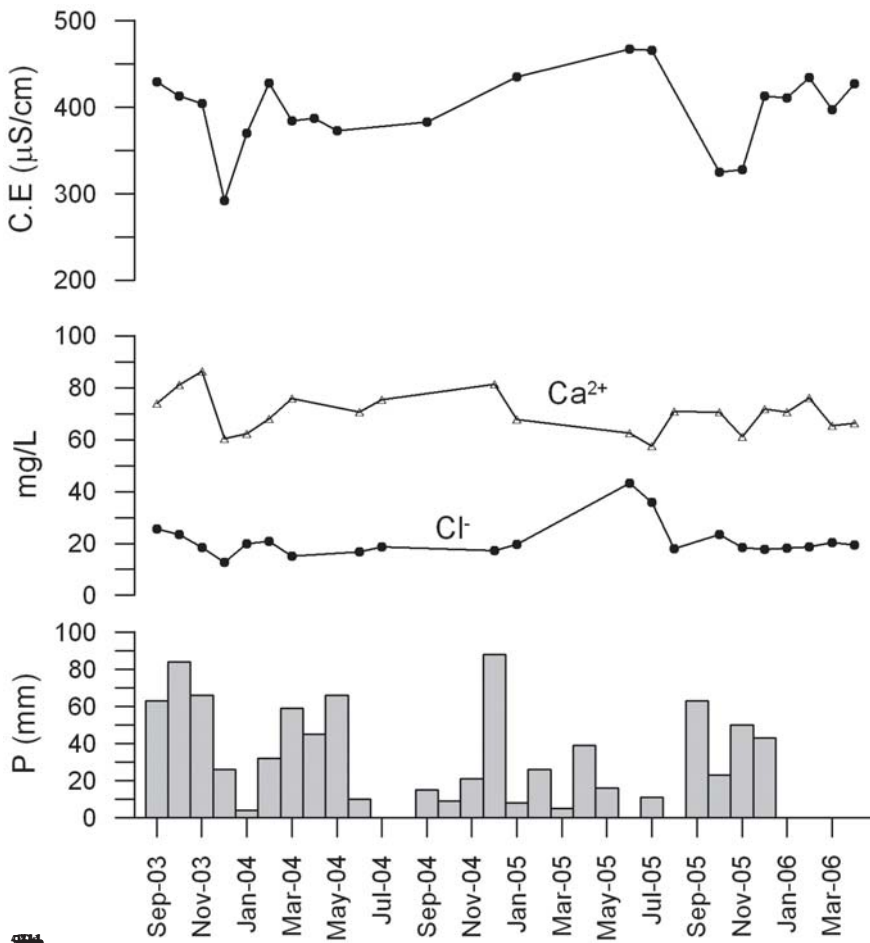 500
400
300
200
C.E (μS/cm)
100
80
60
40
20
0
mg/L
Ca2+
Cl-
100
80
60
40
20
0
P (mm)
Sep-03
Nov-03
Jan-04
Mar-04
May-04
Jul-04
Sep-04
Nov-04
Jan-05
Mar-05
May-05
Jul-05
Sep-05
Nov-05
Jan-06
Mar-06